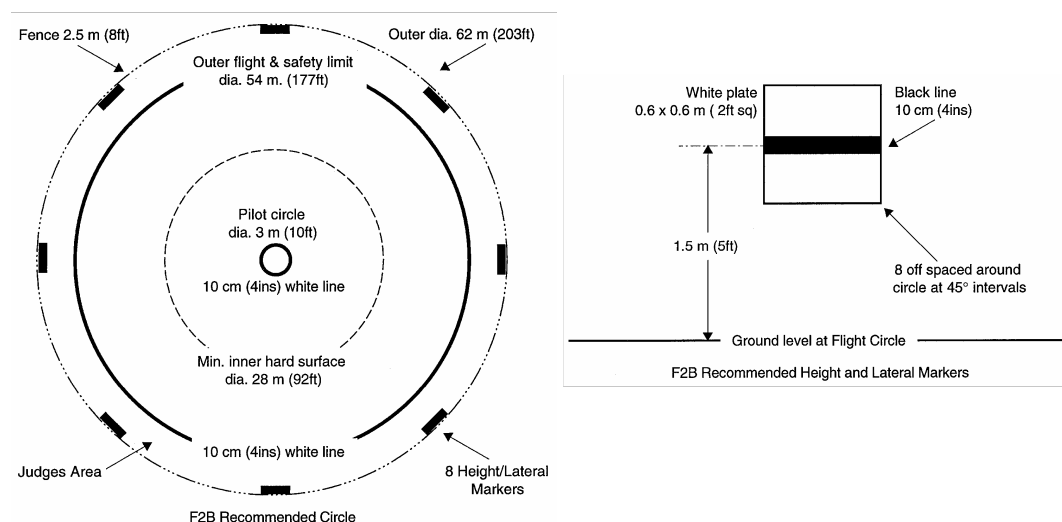 Fence 2.5 m (8ft)
Outer dia. 62 m (203ft)
Outer flight & safety limit
dia. 54 m. (177ft)
Pilot circle
dia. 3 m (10ft)
10 cm (4ins) white line
Min. inner hard surface
dia. 28 m (92ft)
10 cm (4ins) white line
Judges Area
8 Height/Lateral
Markers
F2B Recommended Circle
White plate
0.6 x 0.6 m ( 2ft sq)
Black line
10 cm (4ins)
1.5 m (5ft)
8 off spaced around
circle at 45° intervals
Ground level at Flight Circle
F2B Recommended Height and Lateral Markers